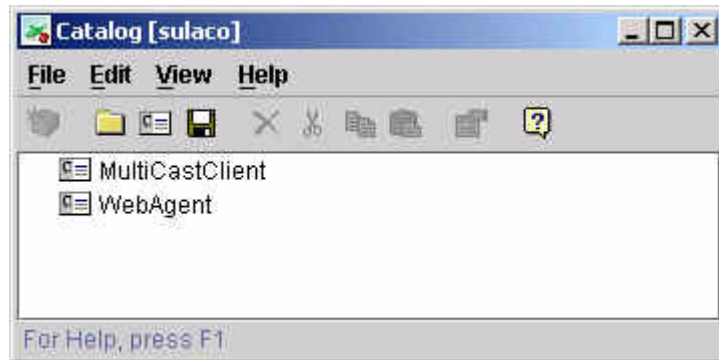 Catalog [sulaco]
File Edit View Help
MultiCastClient
WebAgent
For Help, press F1